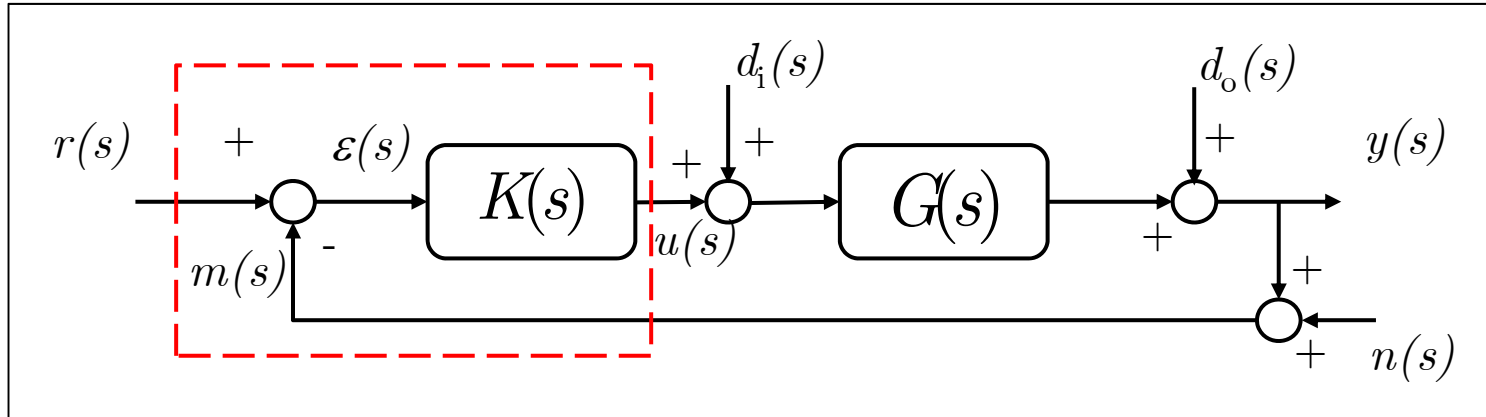 d_i(s) d_o(s)
r(s) + ε(s) K(s) + + G(s) + y(s)
m(s) - u(s) + +
+ n(s)